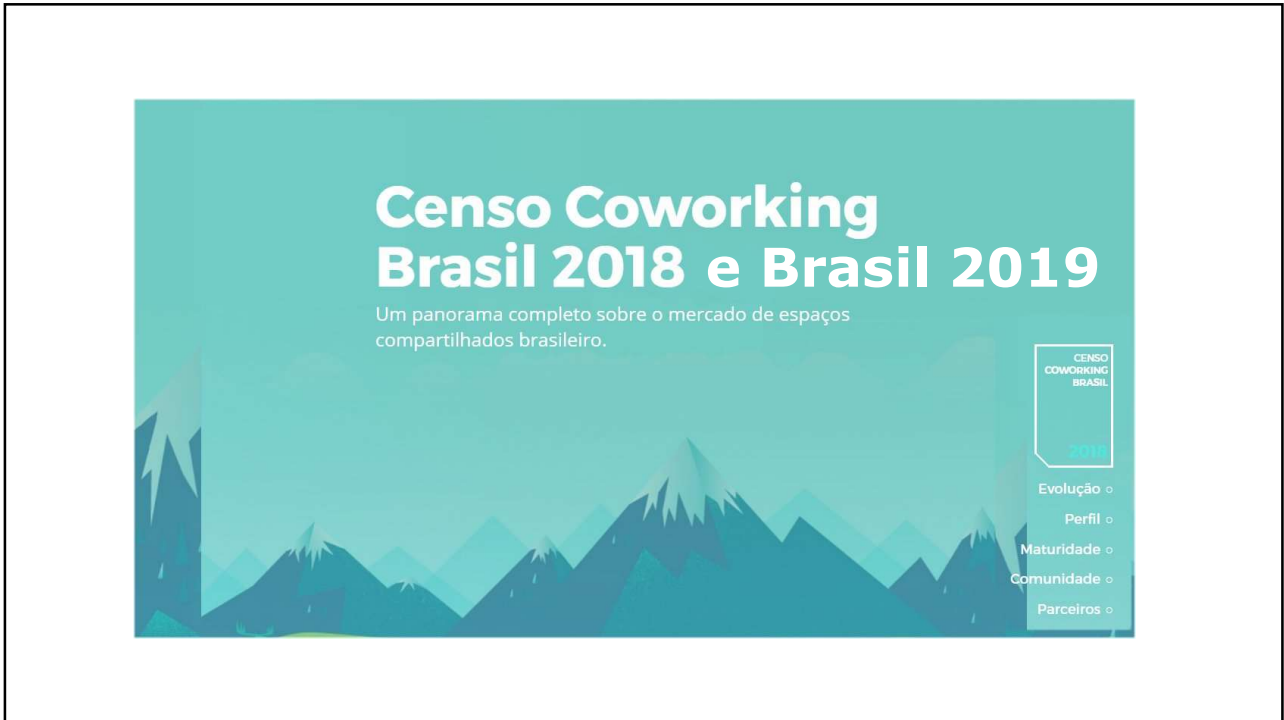 Censo Coworking
Brasil 2018 e Brasil 2019
Um panorama completo sobre o mercado de espaços
compartilhados brasileiro.
CENSO
COWORKING
BRASIL
2018
Evolução
Perfil
Maturidade
Comunidade
Parceiros